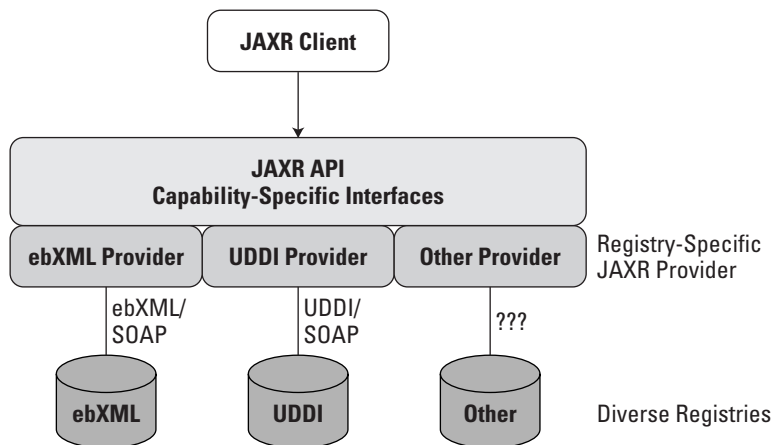 JAXR Client
JAXR API
Capability-Specific Interfaces
ebXML Provider
UDDI Provider
Other Provider
Registry-Specific
JAXR Provider
ebXML/
SOAP
UDDI/
SOAP
???
ebXML
UDDI
Other
Diverse Registries